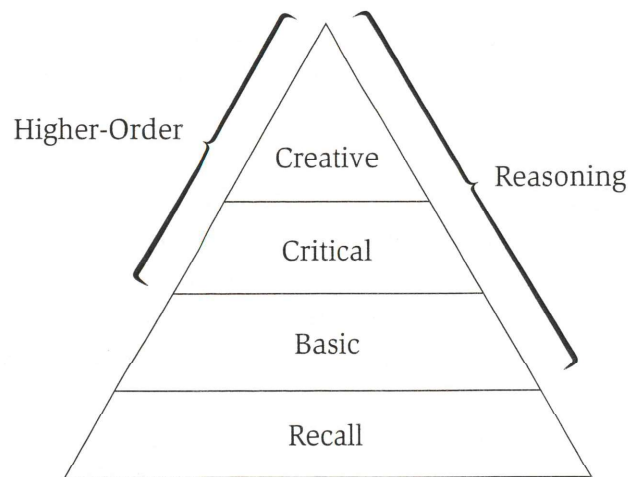 Higher-Order
Creative
Reasoning
Critical
Basic
Recall